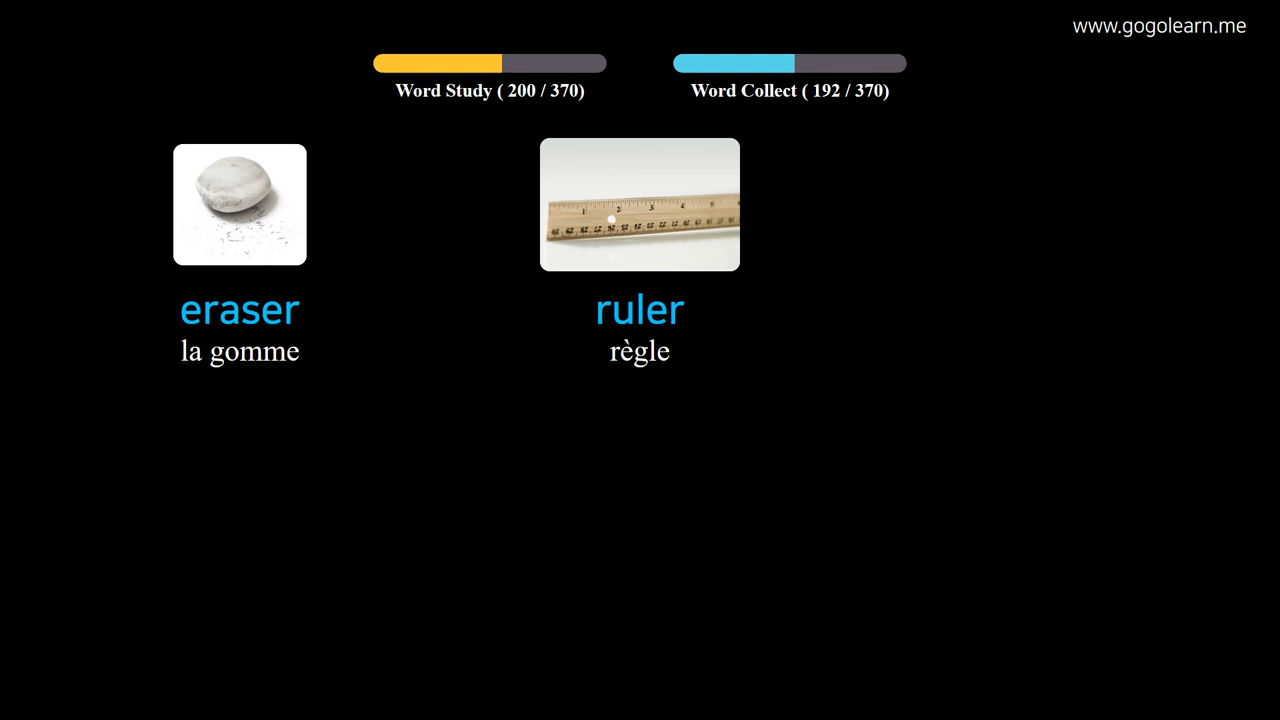 www.gogolearn.me
Word Study ( 200 / 370)
Word Collect ( 192 / 370)
eraser
la gomme
ruler
règle